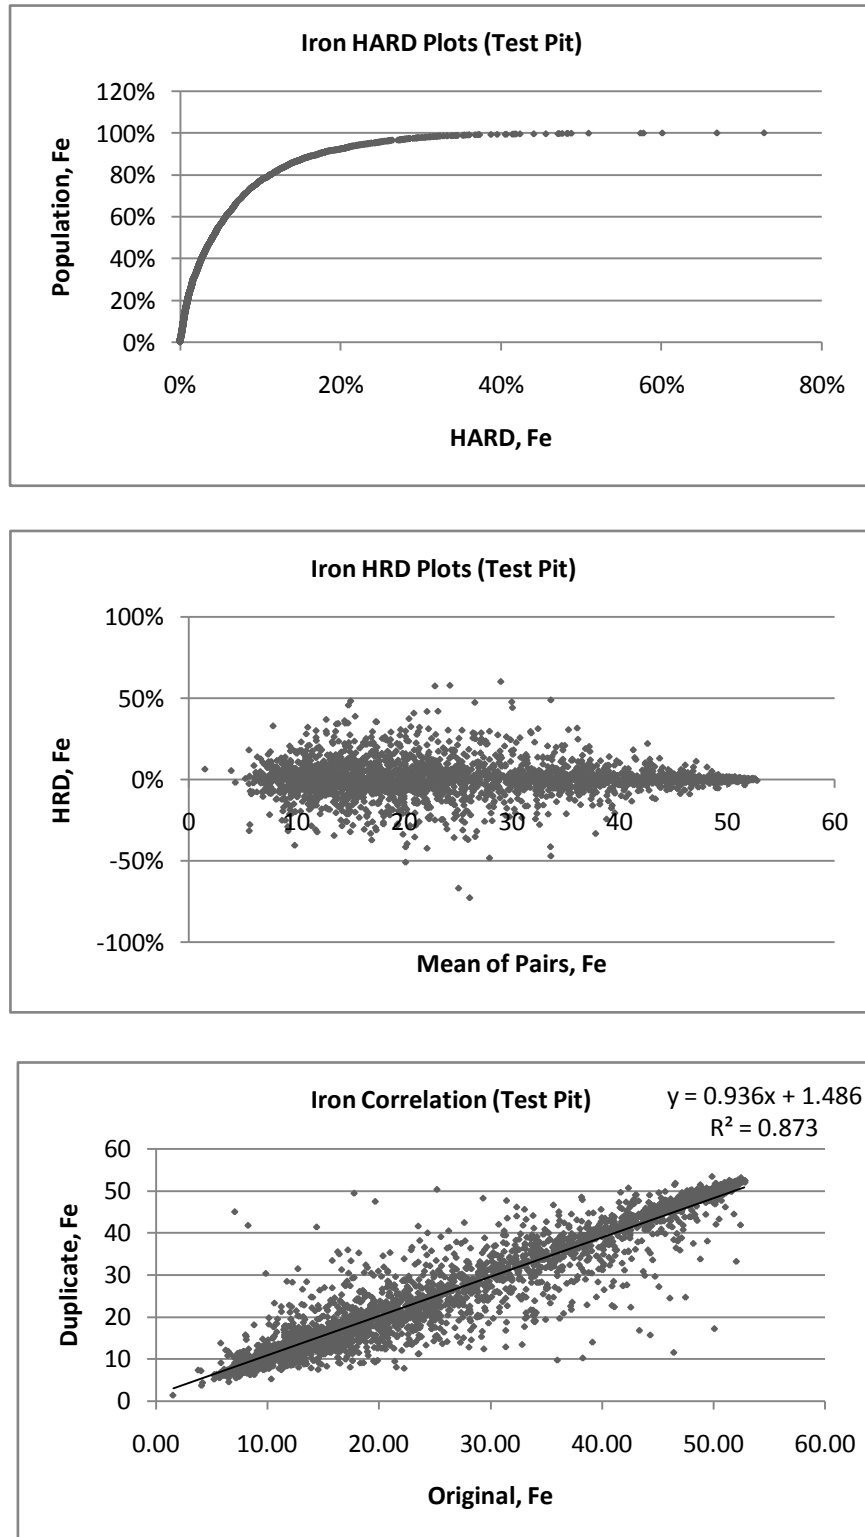 Iron HARD Plots (Test Pit)
120%
100%
80%
60%
40%
20%
0%
Population, Fe
0% 20% 40% 60% 80%
HARD, Fe
Iron HRD Plots (Test Pit)
100%
50%
0%
-50%
-100%
HRD, Fe
0 10 20 30 40 50 60
Mean of Pairs, Fe
Iron Correlation (Test Pit)
y = 0.936x + 1.486
R² = 0.873
60
50
40
30
20
10
0
Duplicate, Fe
0.00 10.00 20.00 30.00 40.00 50.00 60.00
Original, Fe